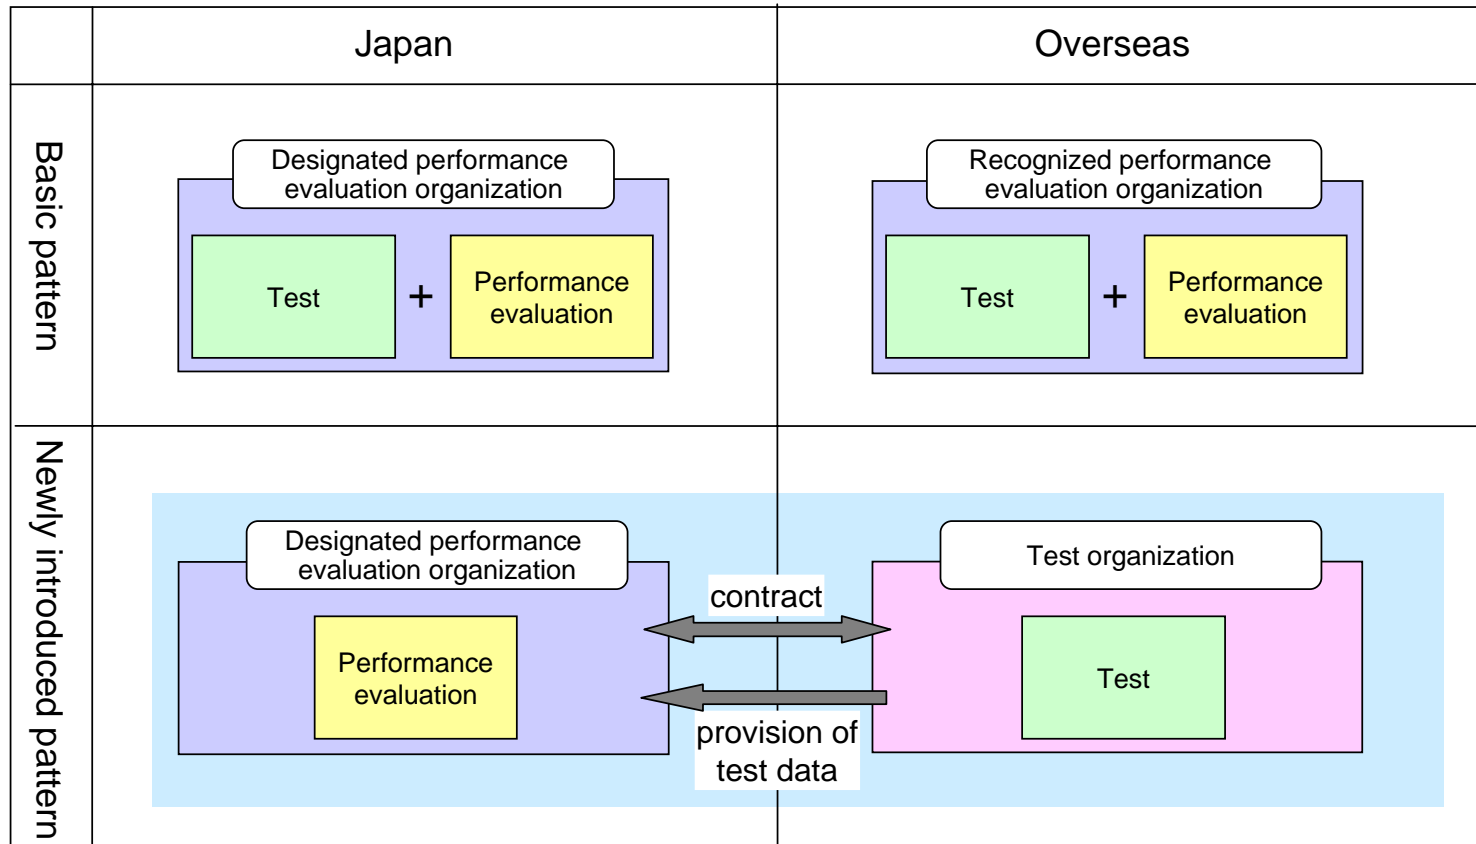 Japan
Overseas
Basic pattern
Designated performance
evaluation organization
Test
+
Performance
evaluation
Recognized performance
evaluation organization
Test
+
Performance
evaluation
Newly introduced pattern
Designated performance
evaluation organization
Performance
evaluation
contract
provision of
test data
Test organization
Test